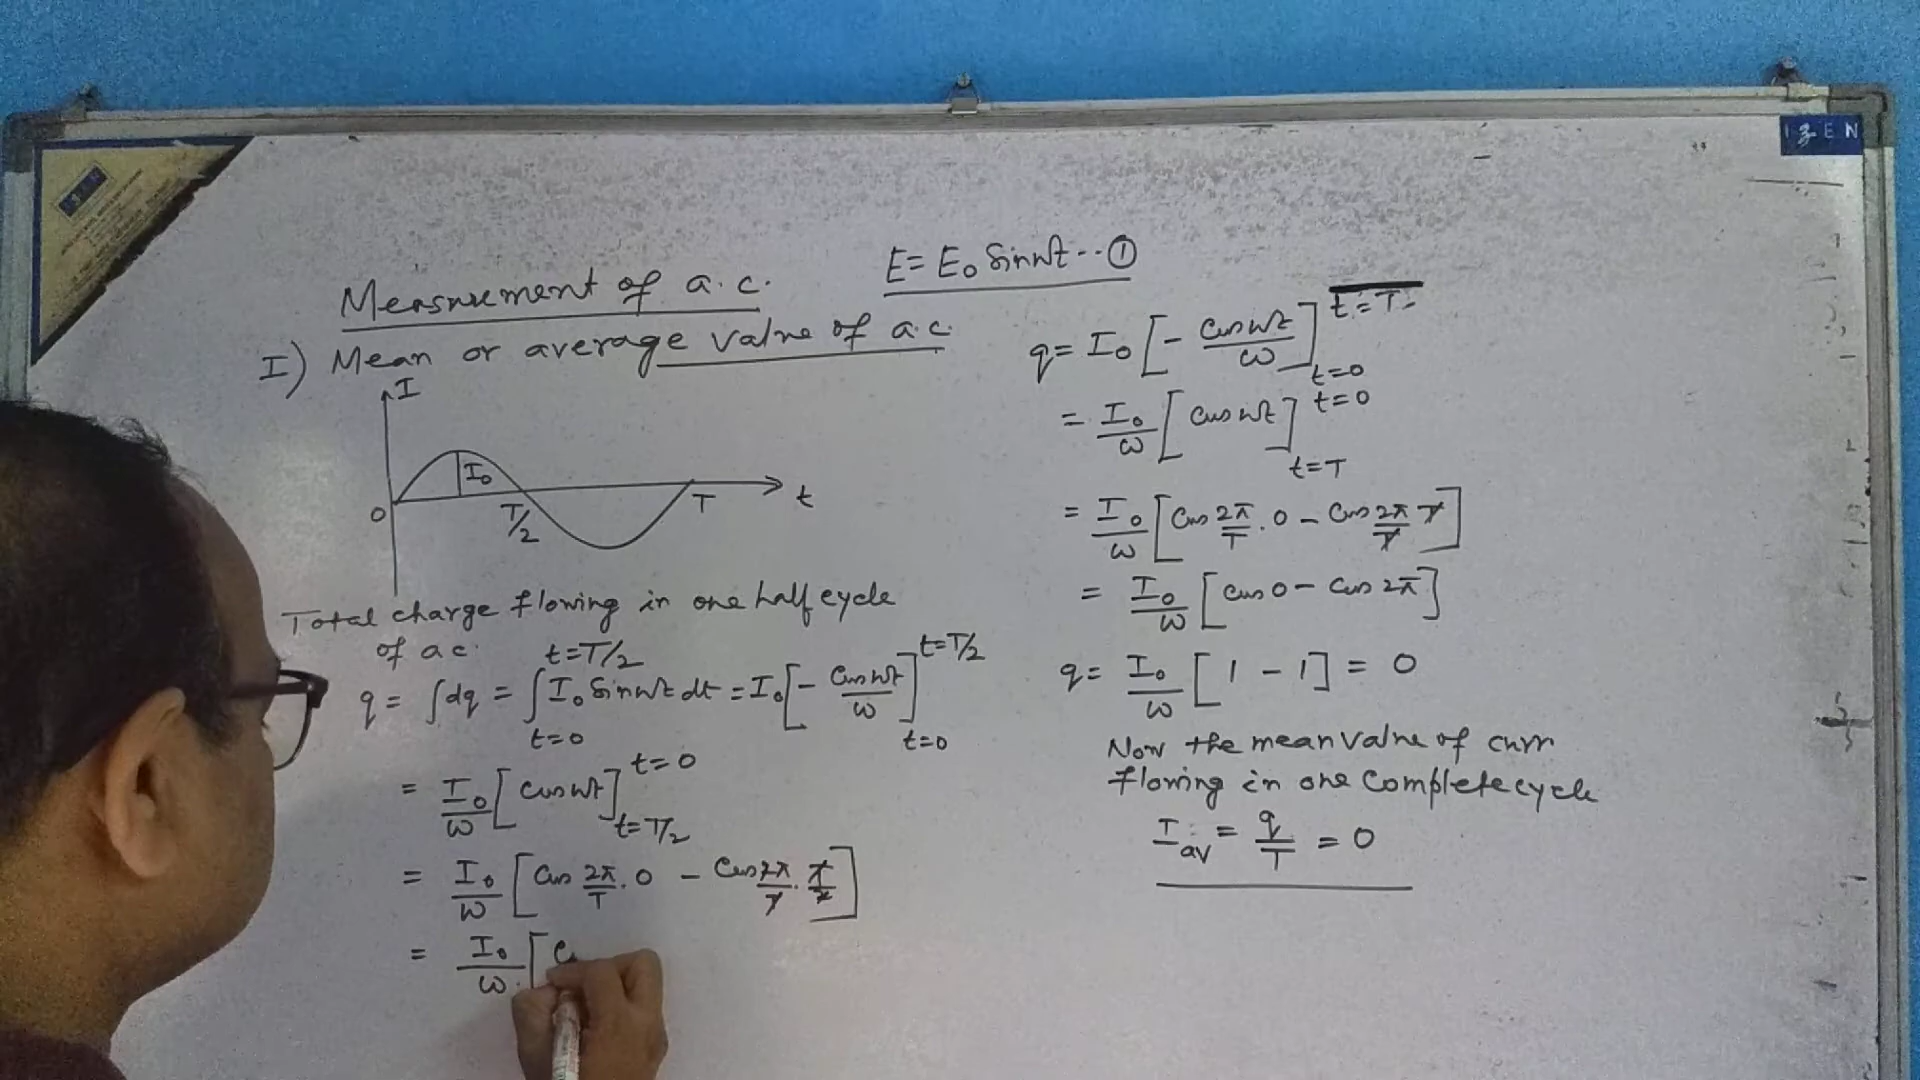 IZEN
Measurement of a.c.
E = E₀ Sinωt -- ①
I) Mean or average value of a.c.
I
I₀
O
T/2
T
t
Total charge flowing in one half cycle
of a c.
q = ∫dq = ∫_{t=0}^{t=T/2} I₀ Sinωt dt = I₀[- Cosωt/ω]_{t=0}^{t=T/2}
= I₀/ω [cosωt]_{t=T/2}^{t=0}
= I₀/ω [Cos 2π/T . 0 - Cos 2π/T . T/2]
= I₀/ω [C
q = I₀ [- Cosωt/ω]_{t=0}^{t=T}
= I₀/ω [Cosωt]_{t=T}^{t=0}
= I₀/ω [Cos 2π/T . 0 - Cos 2π/T T]
= I₀/ω [cos 0 - Cos 2π]
q = I₀/ω [1 - 1] = 0
Now the mean value of curr
flowing in one Complete cycle
I_av = q/T = 0